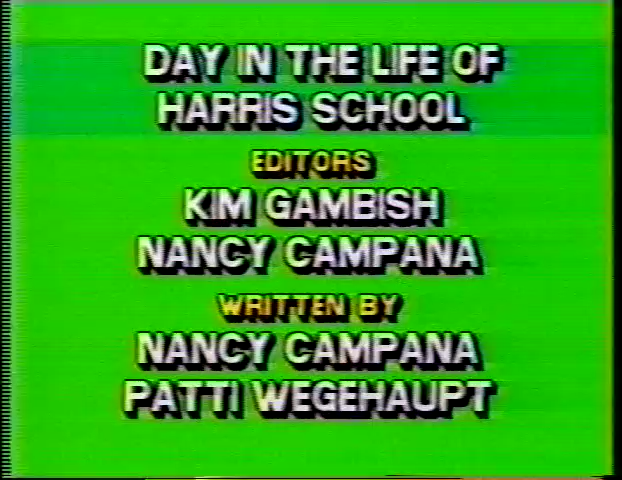 DAY IN THE LIFE OF
HARRIS SCHOOL
EDITORS
KIM GAMBISH
NANCY CAMPANA
WRITTEN BY
NANCY CAMPANA
PATTI WEGEHAUPT